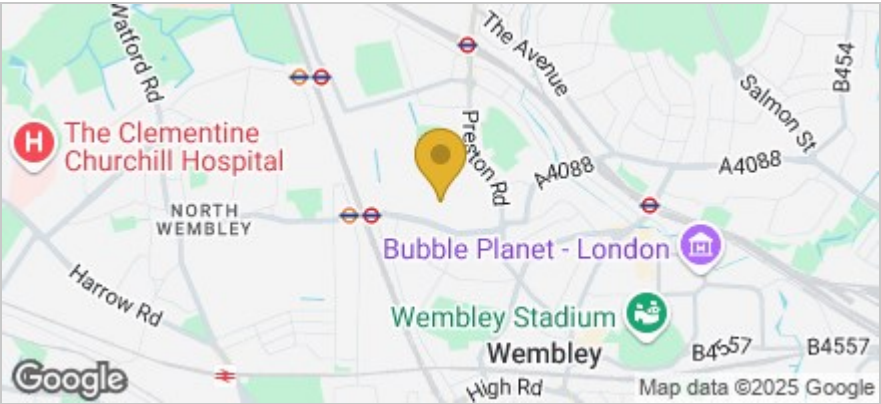 Watford Rd
The Avenue
B454
Salmon St
H
The Clementine
Churchill Hospital
Preston Rd
A4088
A4088
NORTH
WEMBLEY
Bubble Planet - London
Harrow Rd
Wembley Stadium
Wembley
B4557
B4557
High Rd
Google
Map data ©2025 Google